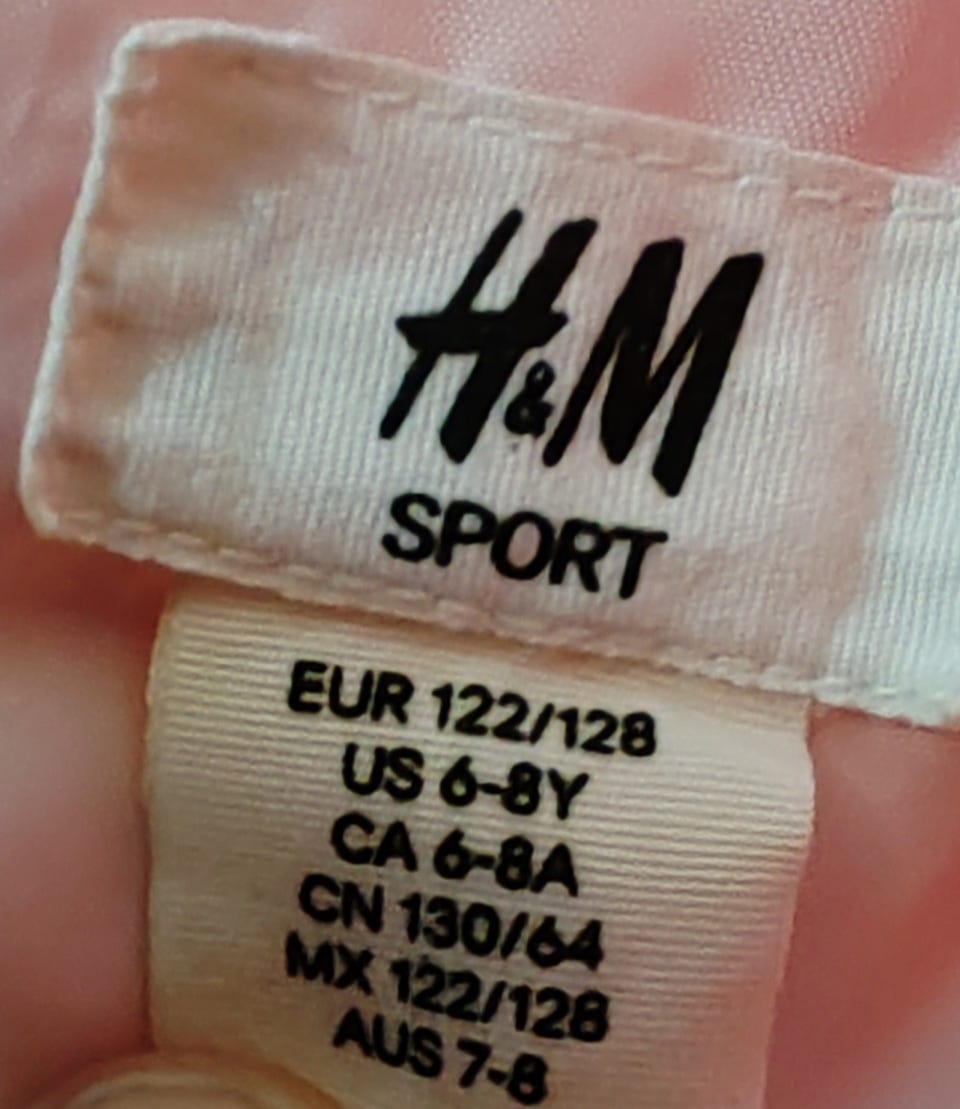 H&M
SPORT
EUR 122/128
US 6-8Y
CA 6-8A
CN 130/64
MX 122/128
AUS 7-8